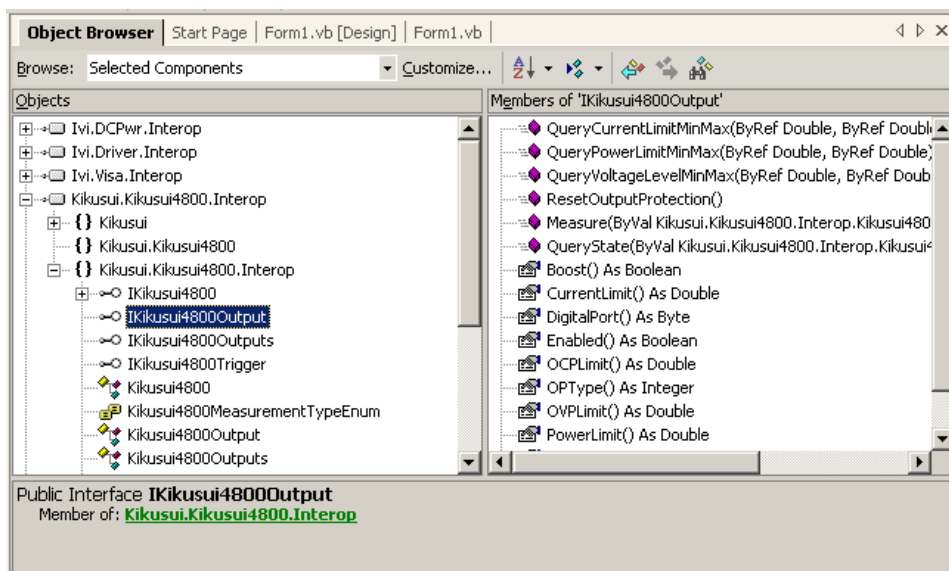 Object Browser Start Page Form1.vb [Design] Form1.vb
Browse: Selected Components Customize...
Objects
Ivi.DCPwr.Interop
Ivi.Driver.Interop
Ivi.Visa.Interop
Kikusui.Kikusui4800.Interop
{} Kikusui
{} Kikusui.Kikusui4800
{} Kikusui.Kikusui4800.Interop
IKikusui4800
IKikusui4800Output
IKikusui4800Outputs
IKikusui4800Trigger
Kikusui4800
Kikusui4800MeasurementTypeEnum
Kikusui4800Output
Kikusui4800Outputs
Members of 'IKikusui4800Output'
QueryCurrentLimitMinMax(ByRef Double, ByRef Doubl
QueryPowerLimitMinMax(ByRef Double, ByRef Double)
QueryVoltageLevelMinMax(ByRef Double, ByRef Doub
ResetOutputProtection()
Measure(ByVal Kikusui.Kikusui4800.Interop.Kikusui480
QueryState(ByVal Kikusui.Kikusui4800.Interop.Kikusui4
Boost() As Boolean
CurrentLimit() As Double
DigitalPort() As Byte
Enabled() As Boolean
OCPLimit() As Double
OPType() As Integer
OVPLimit() As Double
PowerLimit() As Double
Public Interface IKikusui4800Output
Member of: Kikusui.Kikusui4800.Interop